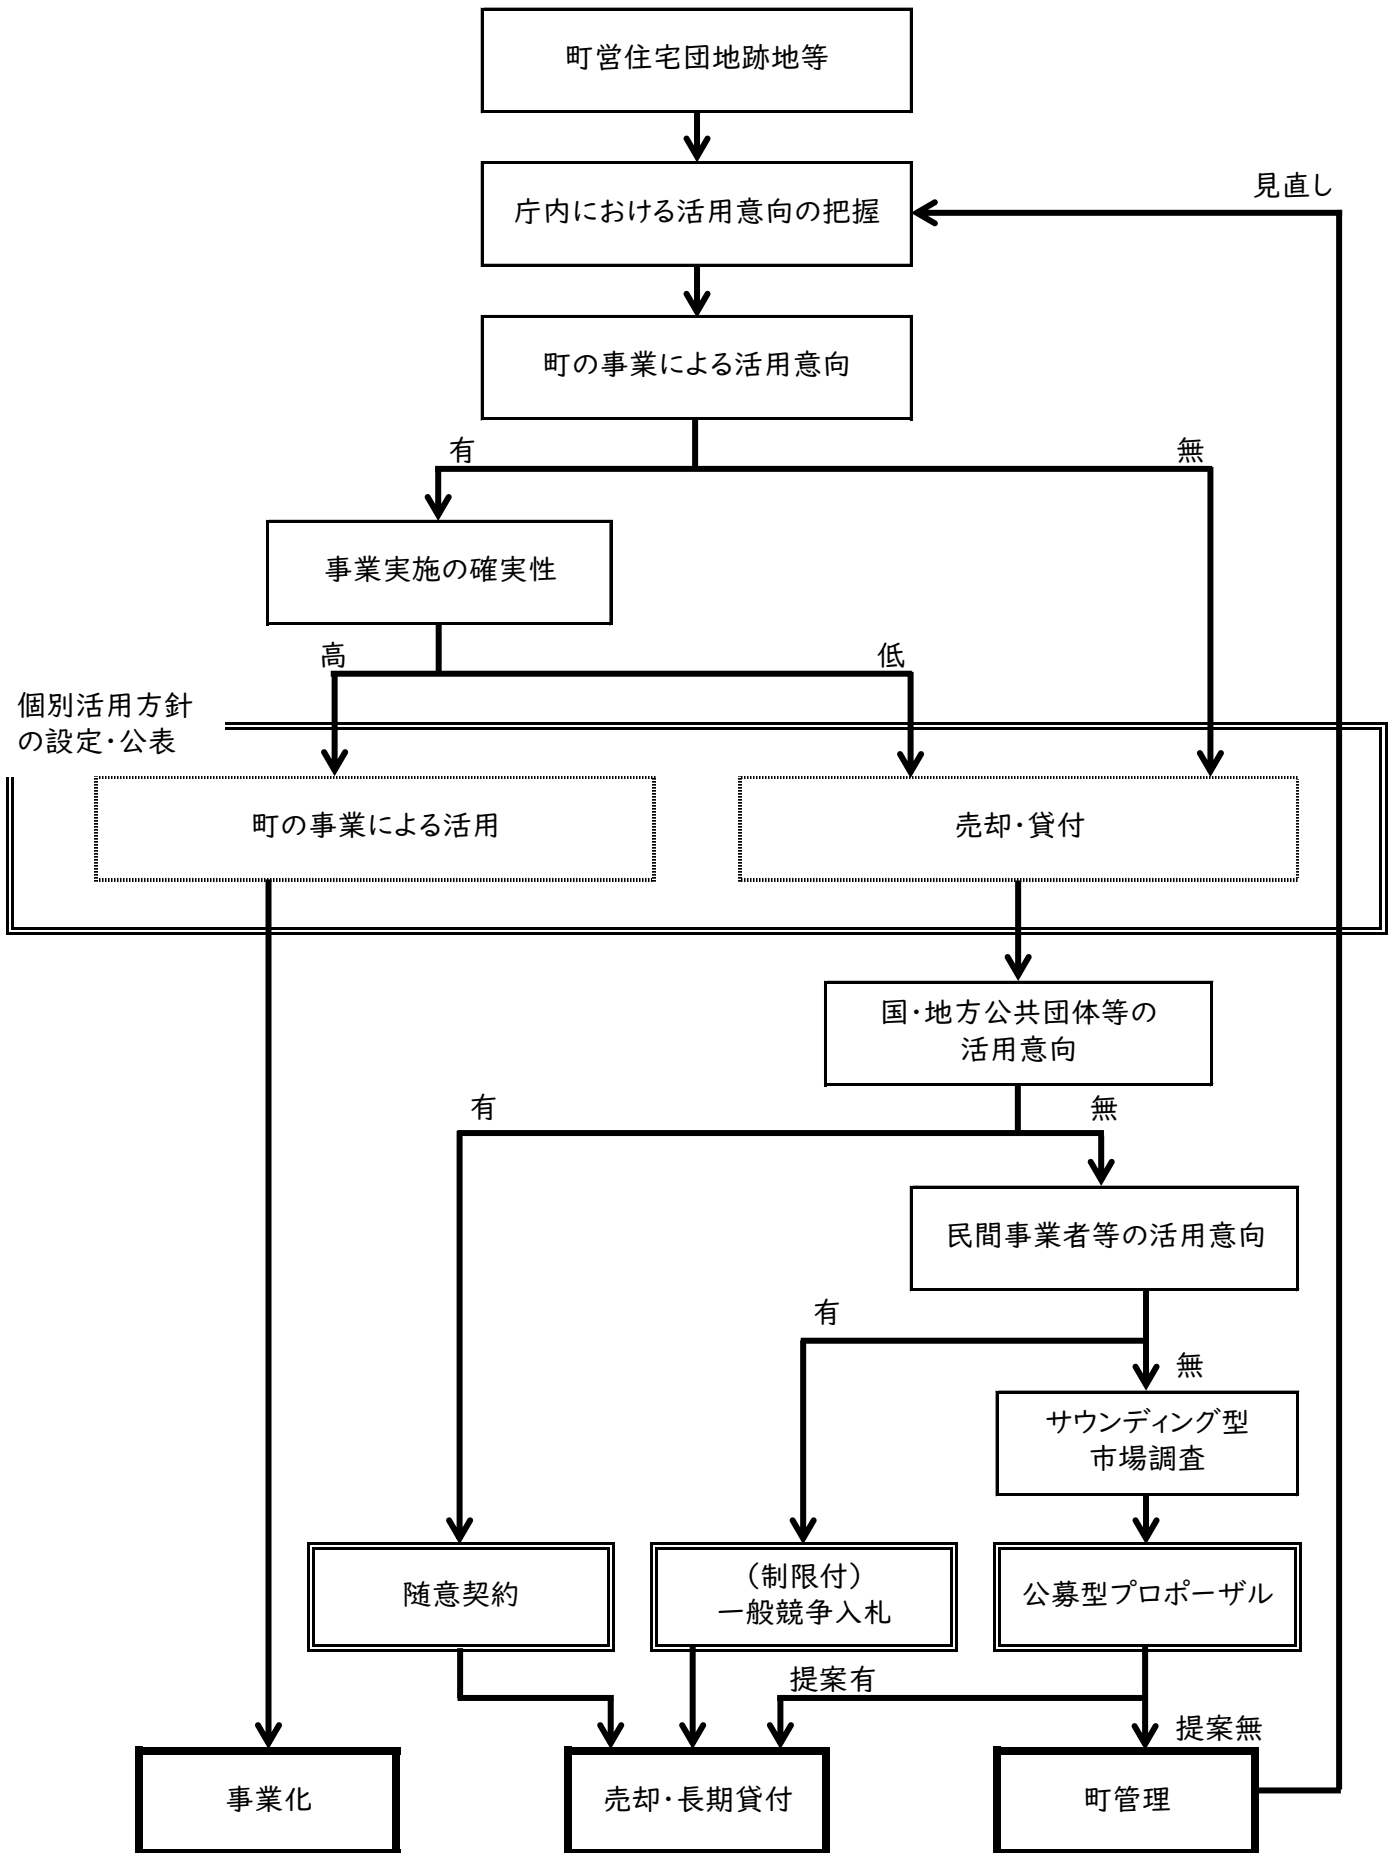 町営住宅団地跡地等
見直し
庁内における活用意向の把握
町の事業による活用意向
有
無
事業実施の確実性
高
低
個別活用方針
の設定・公表
町の事業による活用
売却・貸付
国・地方公共団体等の
活用意向
有
無
民間事業者等の活用意向
有
無
サウンディング型
市場調査
随意契約
（制限付）
一般競争入札
公募型プロポーザル
提案有
提案無
事業化
売却・長期貸付
町管理